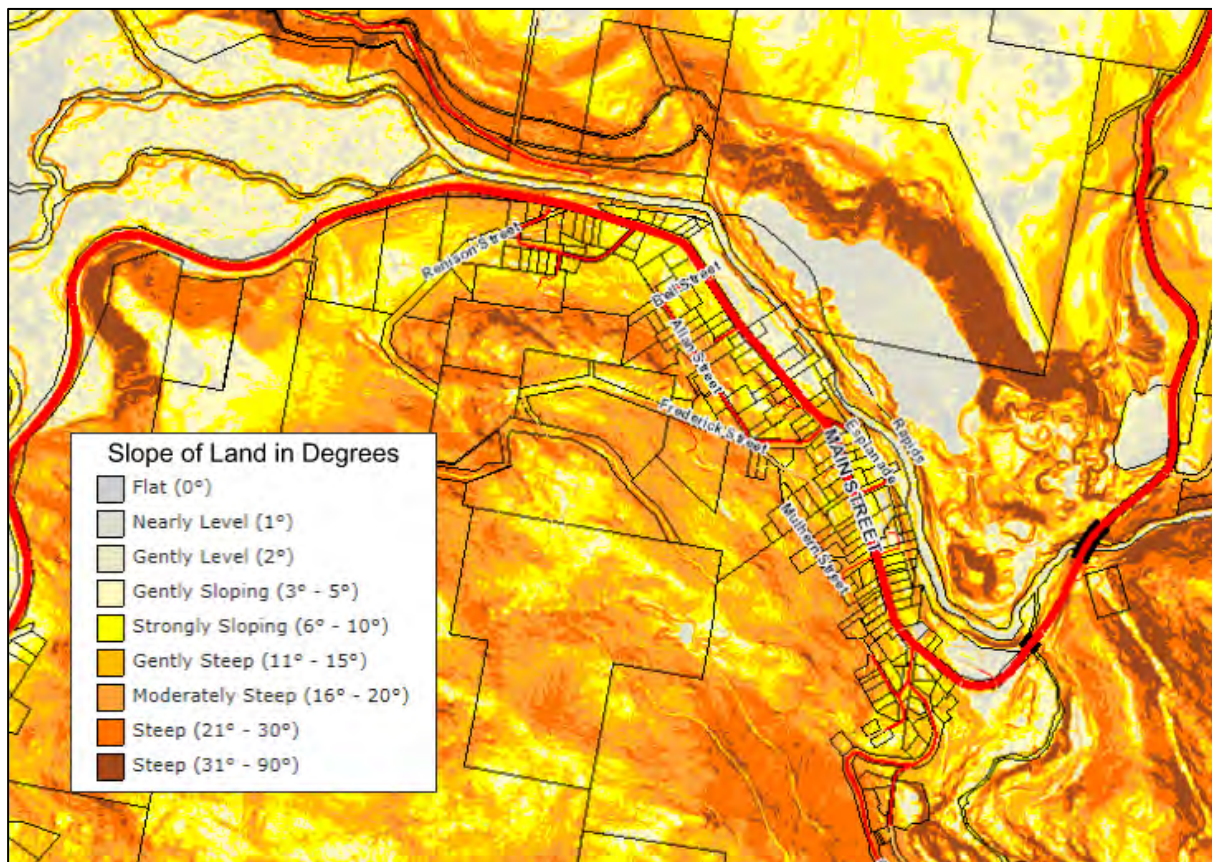 Renison Street
Bell Street
Allan Street
Frederick Street
Esplanade
Rapids
MAIN STREET
Mulhern Street
Slope of Land in Degrees
Flat (0°)
Nearly Level (1°)
Gently Level (2°)
Gently Sloping (3° - 5°)
Strongly Sloping (6° - 10°)
Gently Steep (11° - 15°)
Moderately Steep (16° - 20°)
Steep (21° - 30°)
Steep (31° - 90°)